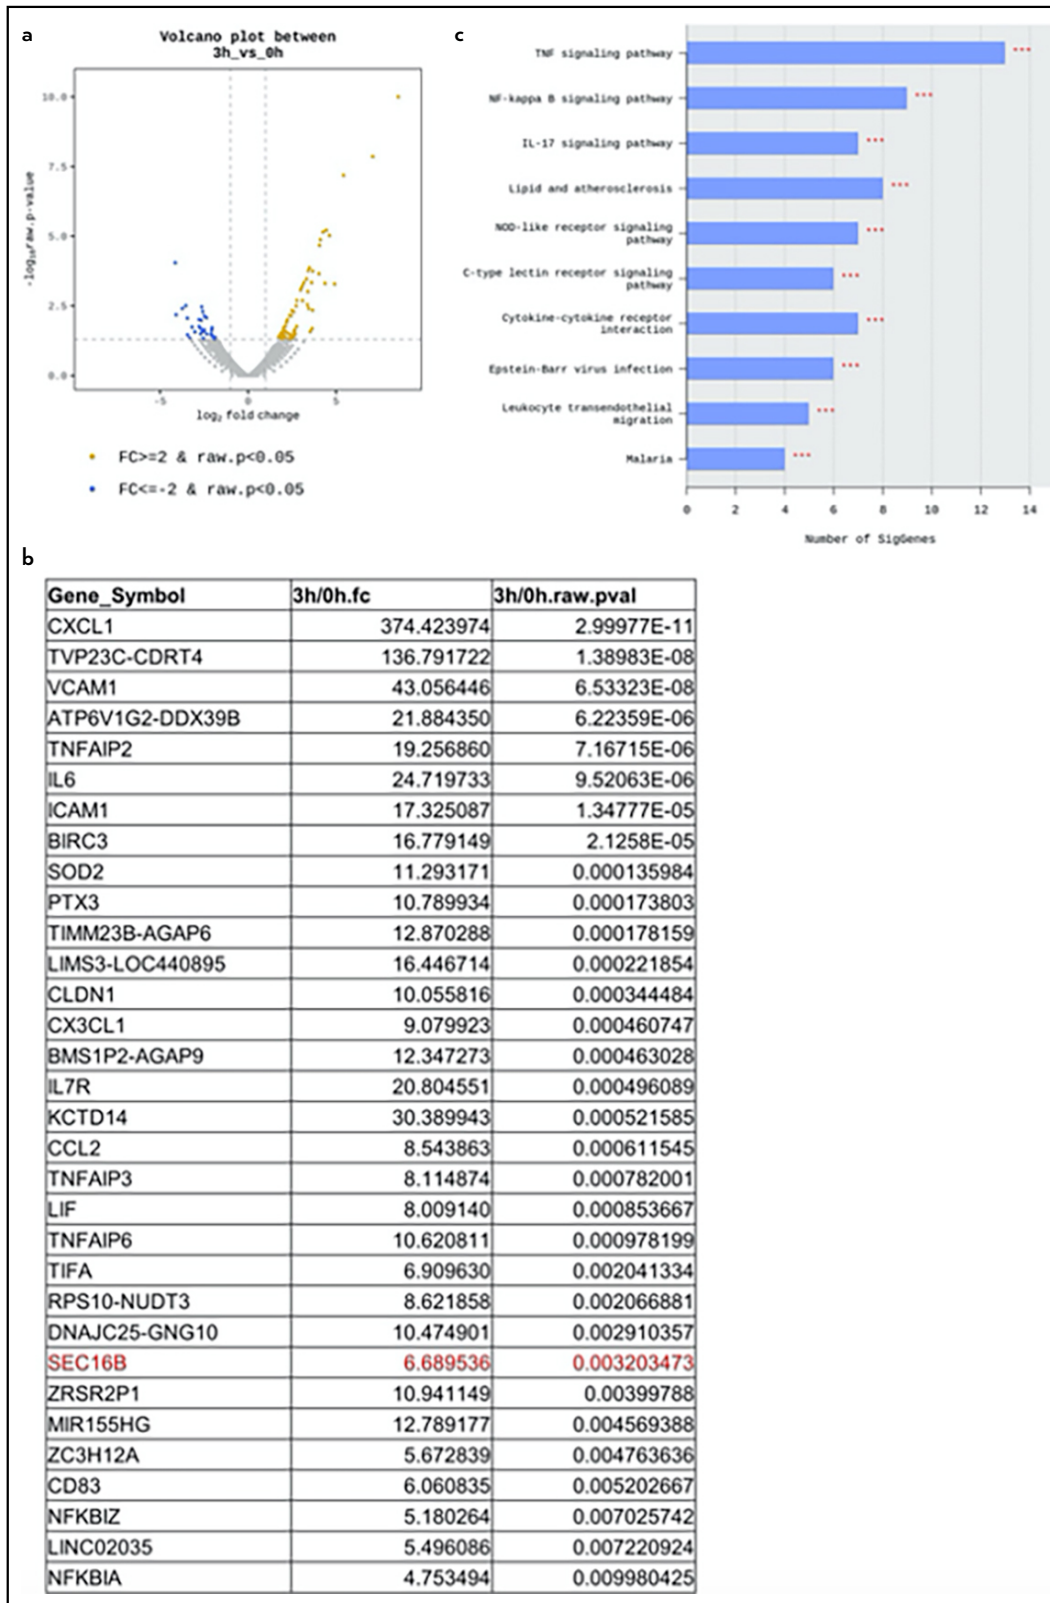 a
Volcano plot between
3h_vs_0h
-log₁₀raw.p-value
10.0
7.5
5.0
2.5
0.0
-5
0
5
log₂ fold change
FC>=2 & raw.p<0.05
FC<=-2 & raw.p<0.05
c
TNF signaling pathway ***
NF-kappa B signaling pathway ***
IL-17 signaling pathway ***
Lipid and atherosclerosis ***
NOD-like receptor signaling
pathway ***
C-type lectin receptor signaling
pathway ***
Cytokine-cytokine receptor
interaction ***
Epstein-Barr virus infection ***
Leukocyte transendothelial
migration ***
Malaria ***
0 2 4 6 8 10 12 14
Number of SigGenes
b
Gene_Symbol 3h/0h.fc 3h/0h.raw.pval
CXCL1 374.423974 2.99977E-11
TVP23C-CDRT4 136.791722 1.38983E-08
VCAM1 43.056446 6.53323E-08
ATP6V1G2-DDX39B 21.884350 6.22359E-06
TNFAIP2 19.256860 7.16715E-06
IL6 24.719733 9.52063E-06
ICAM1 17.325087 1.34777E-05
BIRC3 16.779149 2.1258E-05
SOD2 11.293171 0.000135984
PTX3 10.789934 0.000173803
TIMM23B-AGAP6 12.870288 0.000178159
LIMS3-LOC440895 16.446714 0.000221854
CLDN1 10.055816 0.000344484
CX3CL1 9.079923 0.000460747
BMS1P2-AGAP9 12.347273 0.000463028
IL7R 20.804551 0.000496089
KCTD14 30.389943 0.000521585
CCL2 8.543863 0.000611545
TNFAIP3 8.114874 0.000782001
LIF 8.009140 0.000853667
TNFAIP6 10.620811 0.000978199
TIFA 6.909630 0.002041334
RPS10-NUDT3 8.621858 0.002066881
DNAJC25-GNG10 10.474901 0.002910357
SEC16B 6.689536 0.003203473
ZRSR2P1 10.941149 0.00399788
MIR155HG 12.789177 0.004569388
ZC3H12A 5.672839 0.004763636
CD83 6.060835 0.005202667
NFKBIZ 5.180264 0.007025742
LINC02035 5.496086 0.007220924
NFKBIA 4.753494 0.009980425